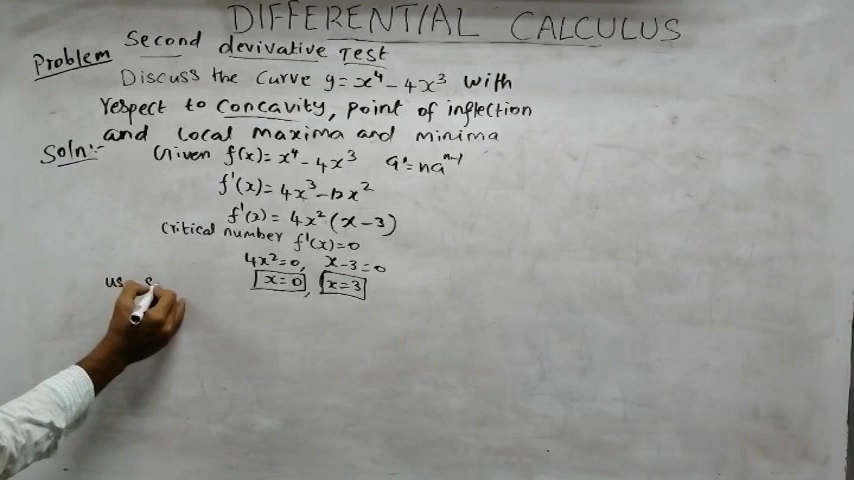 DIFFERENTIAL CALCULUS
Second derivative Test
Problem Discuss the curve y = x⁴ - 4x³ with
respect to concavity, point of inflection
and local maxima and minima
Soln:- Given f(x) = x⁴ - 4x³
f'(x) = 4x³ - 12x²
f'(x) = 4x² (x - 3)
critical number f'(x) = 0
4x² = 0, x - 3 = 0
x = 0, x = 3
us